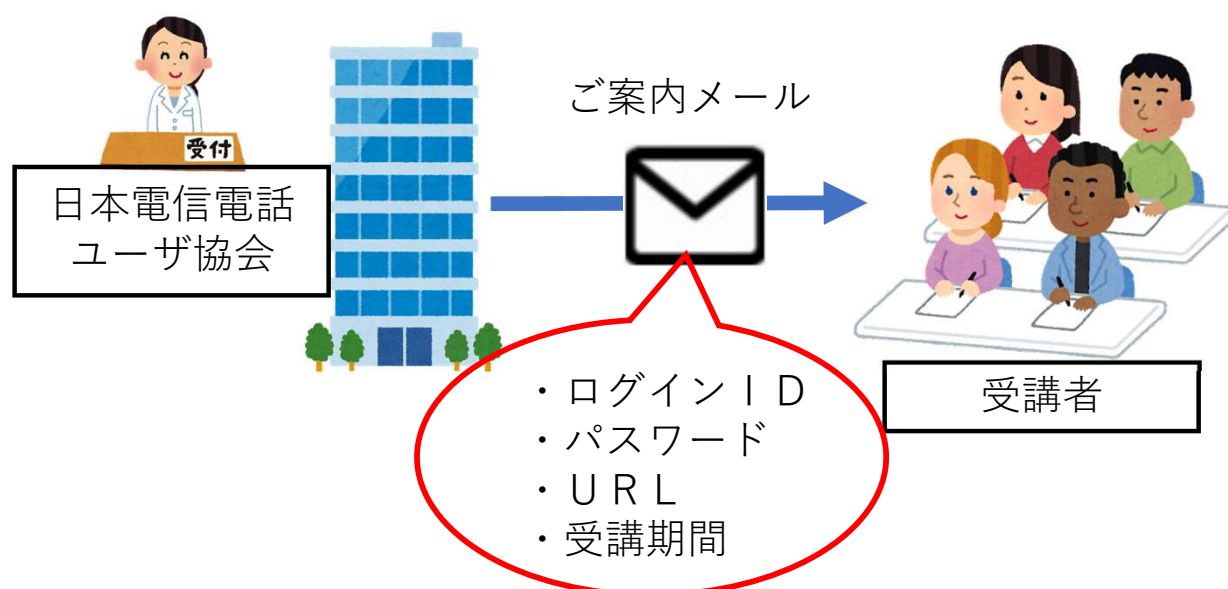 受付
日本電信電話
ユーザ協会
ご案内メール
・ログインＩＤ
・パスワード
・ＵＲＬ
・受講期間
受講者